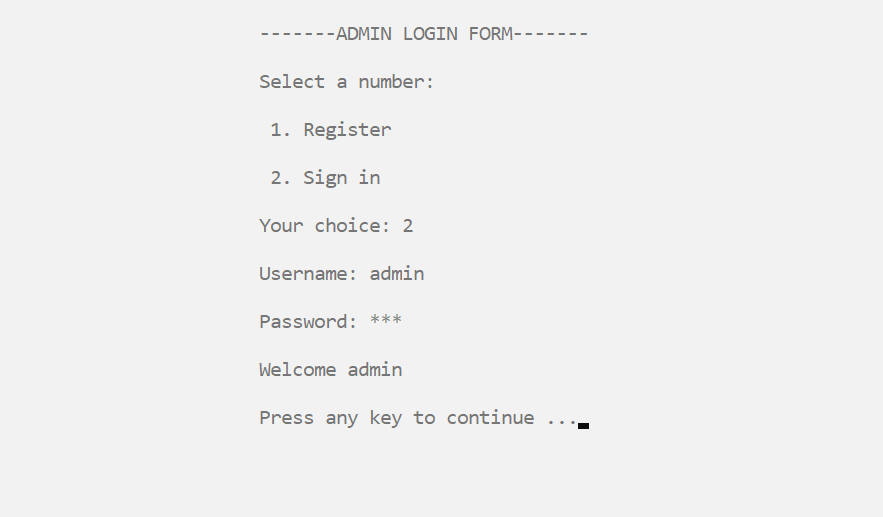 -------ADMIN LOGIN FORM-------
Select a number:
1. Register
2. Sign in
Your choice: 2
Username: admin
Password: ***
Welcome admin
Press any key to continue ...